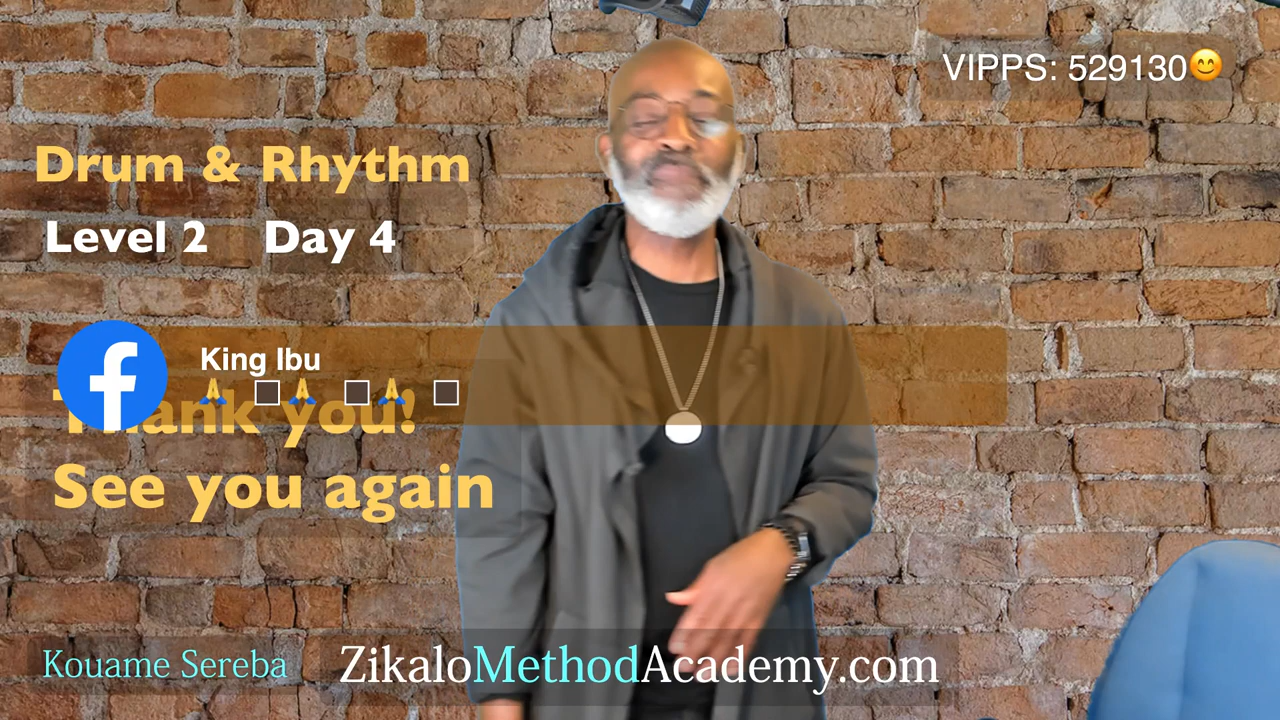 VIPPS: 529130😊
Drum & Rhythm
Level 2 Day 4
King Ibu
🙏 □🙏 □🙏 □
Thank you!
See you again
Kouame Sereba
ZikaloMethodAcademy.com